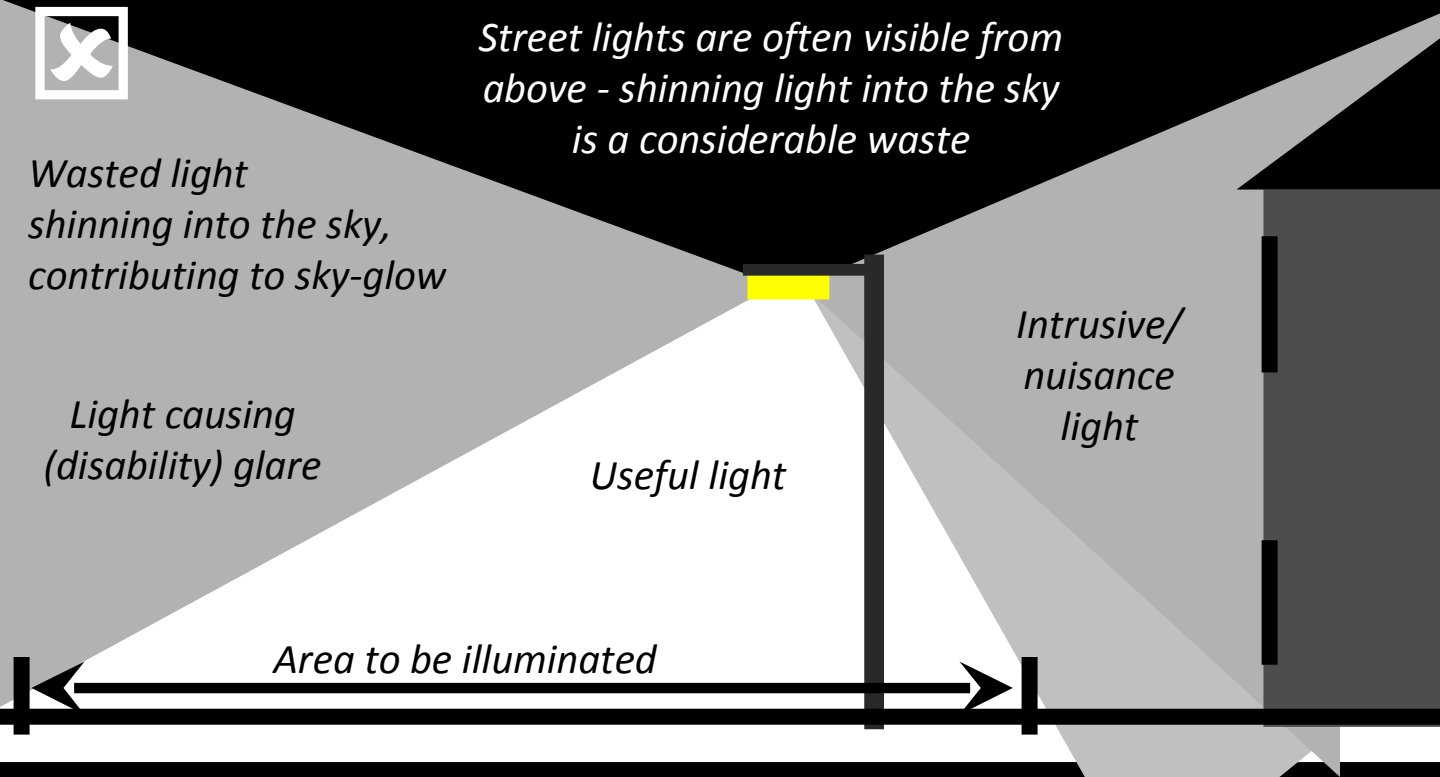 Street lights are often visible from
above - shinning light into the sky
is a considerable waste
Wasted light
shinning into the sky,
contributing to sky-glow
Intrusive/
nuisance
light
Light causing
(disability) glare
Useful light
Area to be illuminated